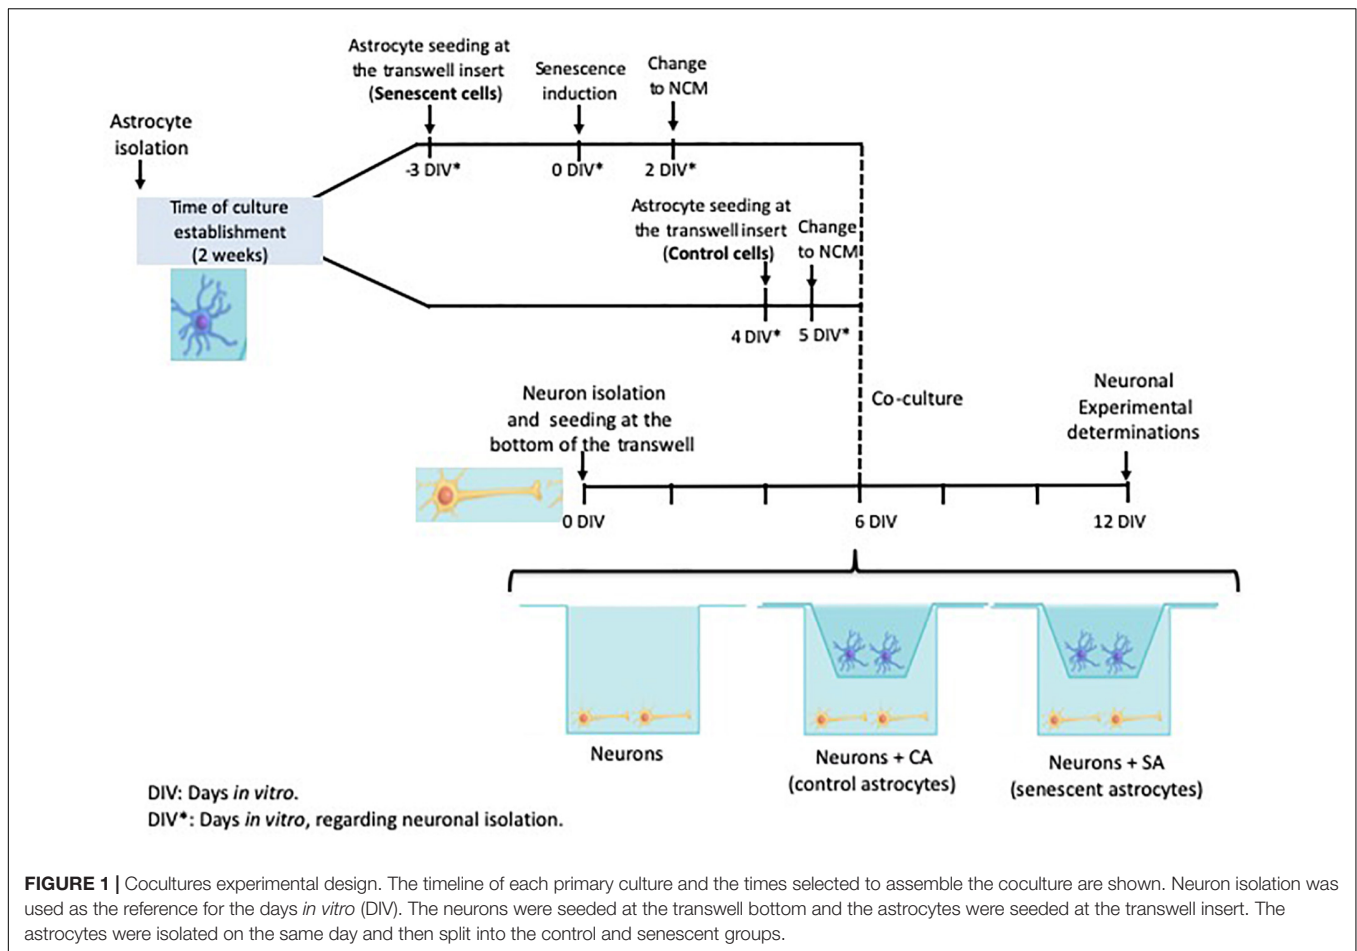 Astrocyte seeding at
the transwell insert
(Senescent cells)
Senescence
induction
Change
to NCM
Astrocyte
isolation
-3 DIV*
0 DIV*
2 DIV*
Time of culture
establishment
(2 weeks)
Astrocyte seeding at
the transwell insert
(Control cells)
Change
to NCM
4 DIV*
5 DIV*
Neuron isolation
and seeding at the
bottom of the transwell
Co-culture
Neuronal
Experimental
determinations
0 DIV
6 DIV
12 DIV
Neurons
Neurons + CA
(control astrocytes)
Neurons + SA
(senescent astrocytes)
DIV: Days in vitro.
DIV*: Days in vitro, regarding neuronal isolation.
FIGURE 1 | Cocultures experimental design. The timeline of each primary culture and the times selected to assemble the coculture are shown. Neuron isolation was
used as the reference for the days in vitro (DIV). The neurons were seeded at the transwell bottom and the astrocytes were seeded at the transwell insert. The
astrocytes were isolated on the same day and then split into the control and senescent groups.